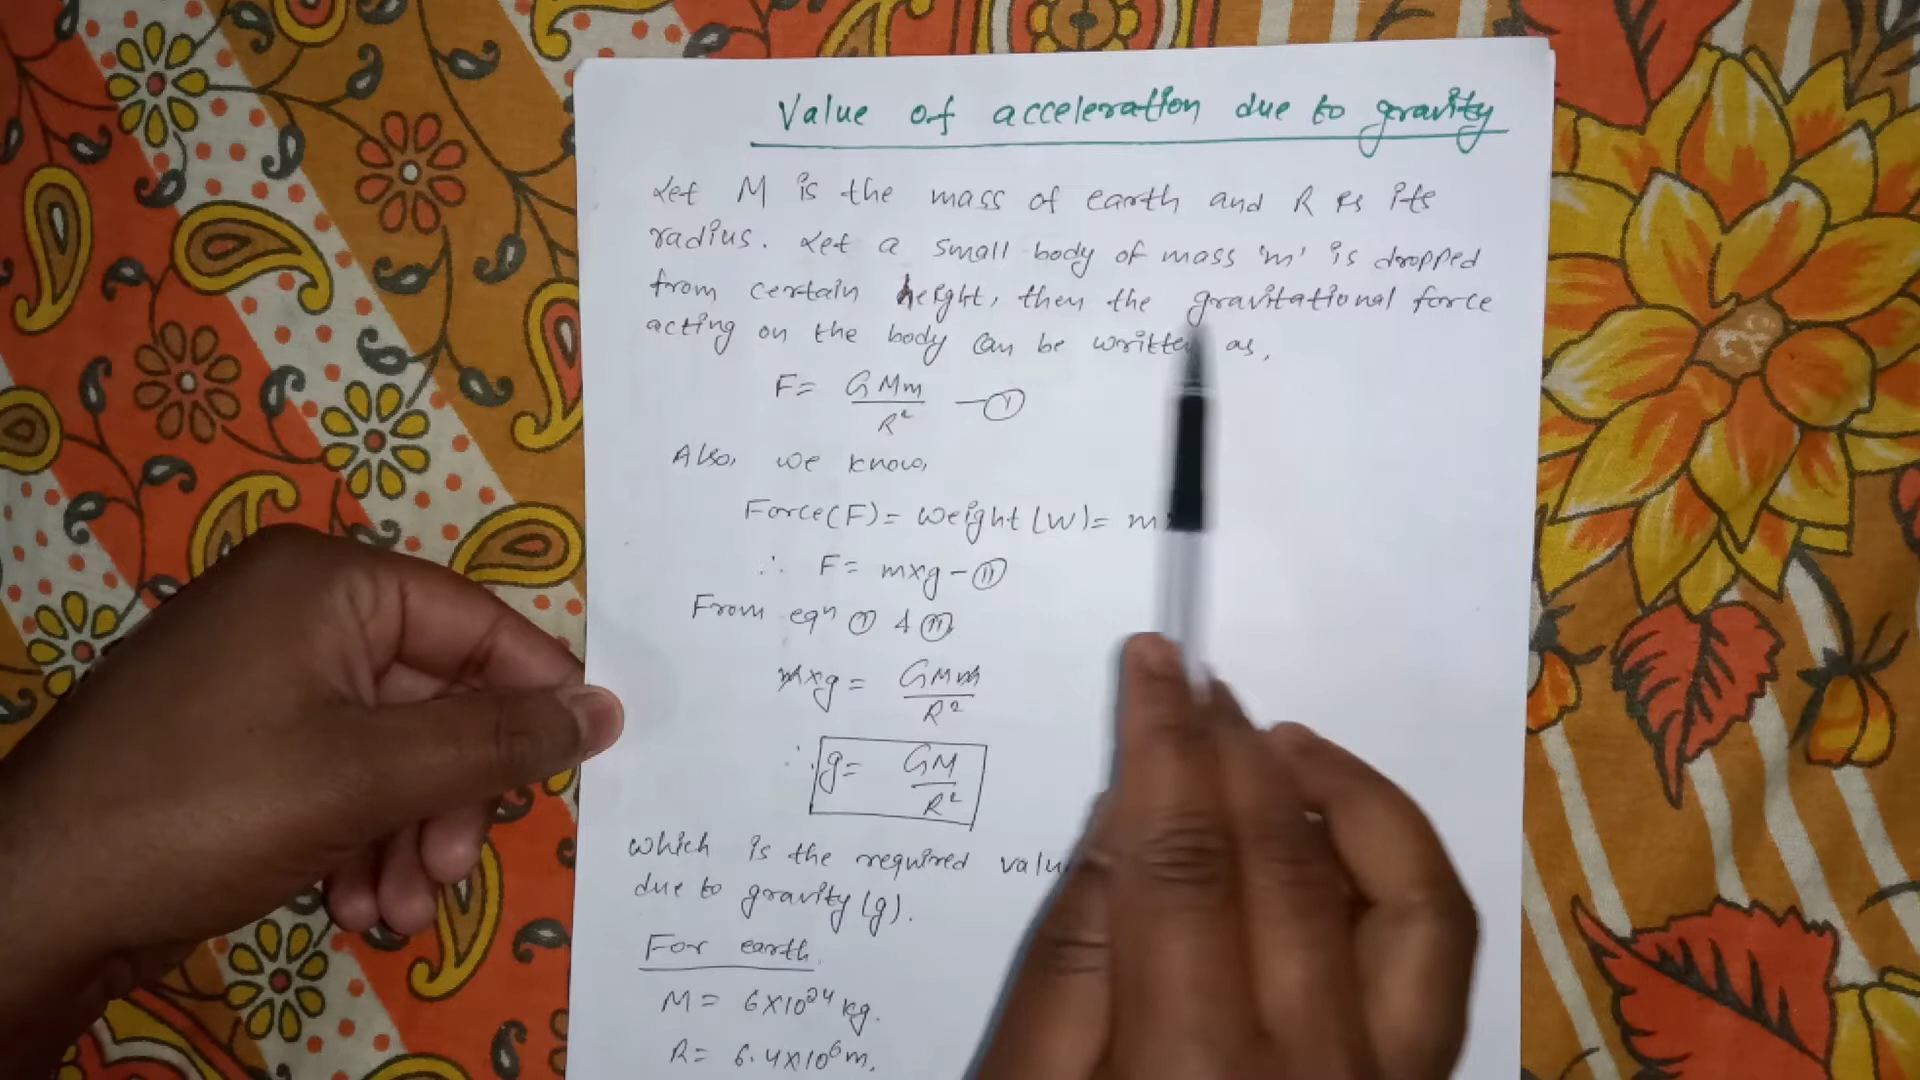 Value of acceleration due to gravity
Let M is the mass of earth and R is its
radius. Let a small body of mass 'm' is dropped
from certain height, then the gravitational force
acting on the body can be written as,
F = GMm/R² — (I)
Also, we know,
Force (F) = Weight (W) = m
∴ F = m×g — (II)
From eqⁿ (I) & (II)
m×g = GMm/R²
∴ g = GM/R²
which is the required valu
due to gravity (g).
For earth
M = 6×10²⁴ kg.
R = 6.4×10⁶ m.